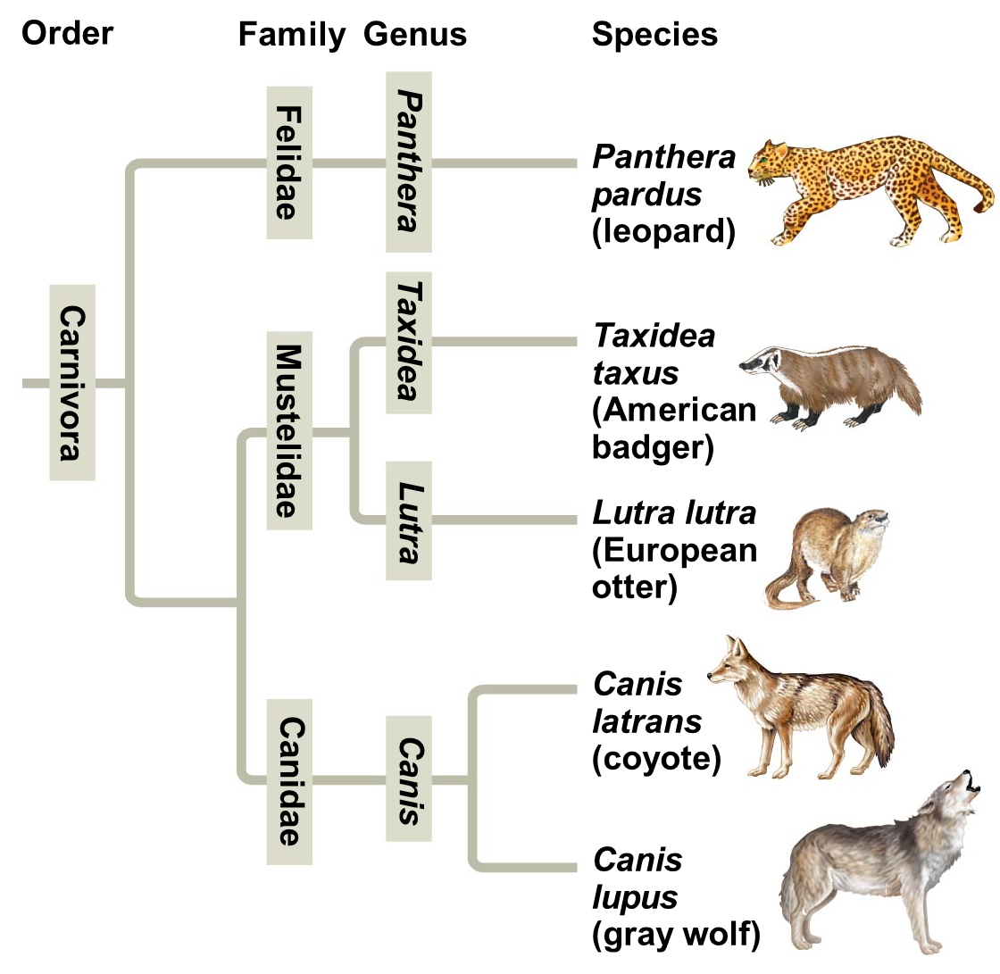 Order Family Genus Species
Carnivora
Felidae
Panthera
Panthera
pardus
(leopard)
Mustelidae
Taxidea
Taxidea
taxus
(American
badger)
Lutra
Lutra lutra
(European
otter)
Canidae
Canis
Canis
latrans
(coyote)
Canis
lupus
(gray wolf)